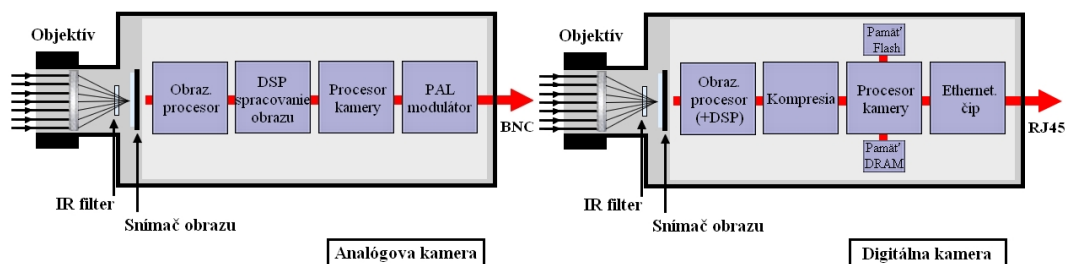 Objektív
Obraz.
procesor
DSP
spracovanie
obrazu
Procesor
kamery
PAL
modulátor
BNC
IR filter
Snímač obrazu
Analógova kamera
Objektív
Pamäť
Flash
Obraz.
procesor
(+DSP)
Kompresia
Procesor
kamery
Ethernet.
čip
Pamäť
DRAM
RJ45
IR filter
Snímač obrazu
Digitálna kamera